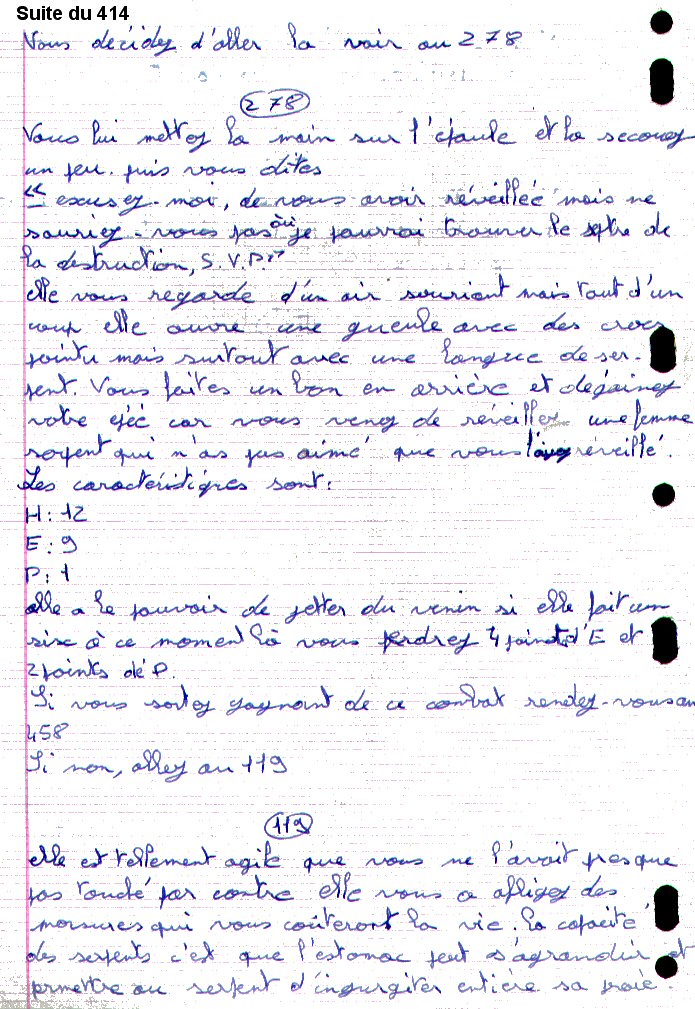 Suite du 414
Vous decidez d'aller la voir au 278
278
Vous lui mettez la main sur l'épaule et la secouez
un peu. puis vous dites
" excusez-moi, de vous avoir réveillée mais ne
sauriez-vous pas où je pourrai trouver le septre de
la destruction, S.V.P."
elle vous regarde d'un air souriant mais tout d'un
coup elle ouvre une gueule avec des crocs
pointu mais surtout avec une langue de ser-
pent. Vous faites un bon en arrière et dégainez
votre épée car vous venez de réveiller une femme
serpent qui n'as pas aimé que vous l'ayez réveillé.
Les caractéristiques sont:
H: 12
E: 9
P: 1
elle a le pouvoir de jetter du venin si elle fait un
sisc à ce moment là vous perdrez 4 points d'E et
2 points de P.
Si vous sortez gagnant de ce combat rendez-vous au
458
Si non, allez au 119
119
elle est tellement agile que vous ne l'avait presque
pas touché par contre elle vous a afligez des
morsures qui vous coûteront la vie. la capacité
des serpents c'est que l'estomac peut s'agrandir et
prmettre au serpent d'ingurgiter entière sa proie.